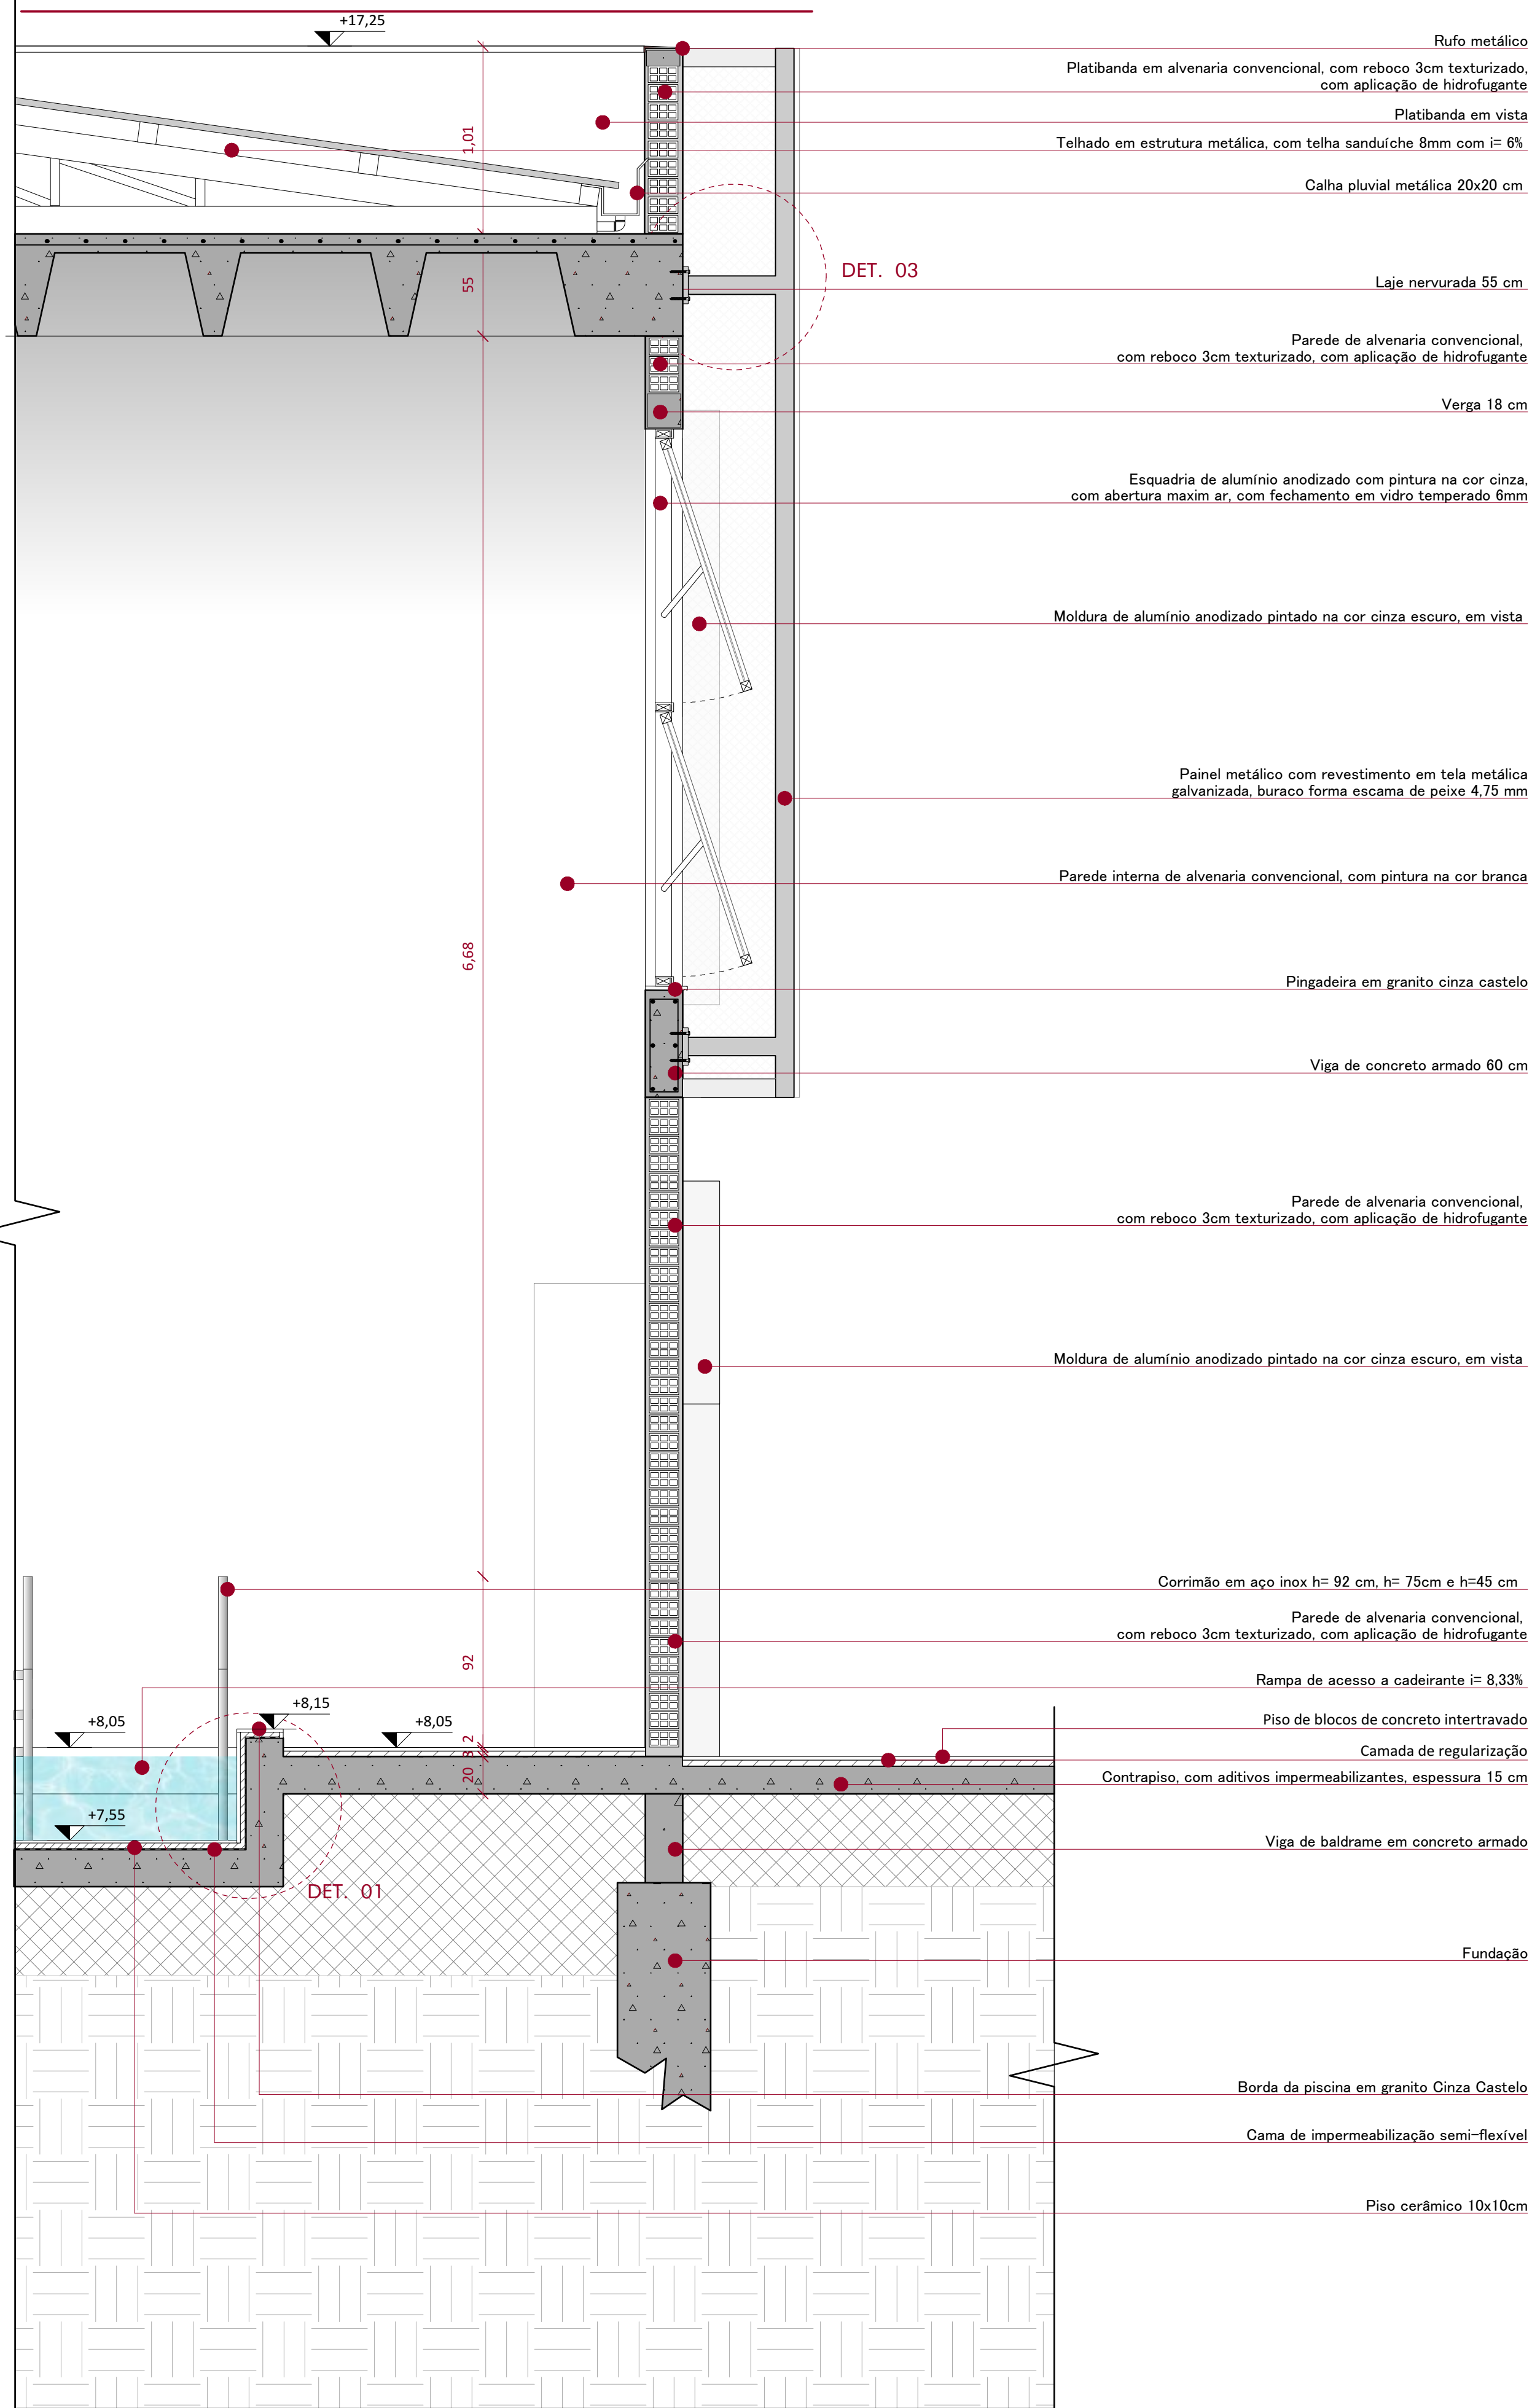 +17,25
Rufo metálico
Platibanda em alvenaria convencional, com reboco 3cm texturizado,
com aplicação de hidrofugante
Platibanda em vista
1,01
Telhado em estrutura metálica, com telha sanduíche 8mm com i= 6%
Calha pluvial metálica 20x20 cm
DET. 03
55
Laje nervurada 55 cm
Parede de alvenaria convencional,
com reboco 3cm texturizado, com aplicação de hidrofugante
Verga 18 cm
Esquadria de alumínio anodizado com pintura na cor cinza,
com abertura maxim ar, com fechamento em vidro temperado 6mm
Moldura de alumínio anodizado pintado na cor cinza escuro, em vista
Painel metálico com revestimento em tela metálica
galvanizada, buraco forma escama de peixe 4,75 mm
Parede interna de alvenaria convencional, com pintura na cor branca
6,68
Pingadeira em granito cinza castelo
Viga de concreto armado 60 cm
Parede de alvenaria convencional,
com reboco 3cm texturizado, com aplicação de hidrofugante
Moldura de alumínio anodizado pintado na cor cinza escuro, em vista
Corrimão em aço inox h= 92 cm, h= 75cm e h=45 cm
Parede de alvenaria convencional,
com reboco 3cm texturizado, com aplicação de hidrofugante
92
Rampa de acesso a cadeirante i= 8,33%
+8,15
+8,05
+8,05
Piso de blocos de concreto intertravado
2
3
Camada de regularização
20
Contrapiso, com aditivos impermeabilizantes, espessura 15 cm
+7,55
Viga de baldrame em concreto armado
DET. 01
Fundação
Borda da piscina em granito Cinza Castelo
Cama de impermeabilização semi-flexível
Piso cerâmico 10x10cm